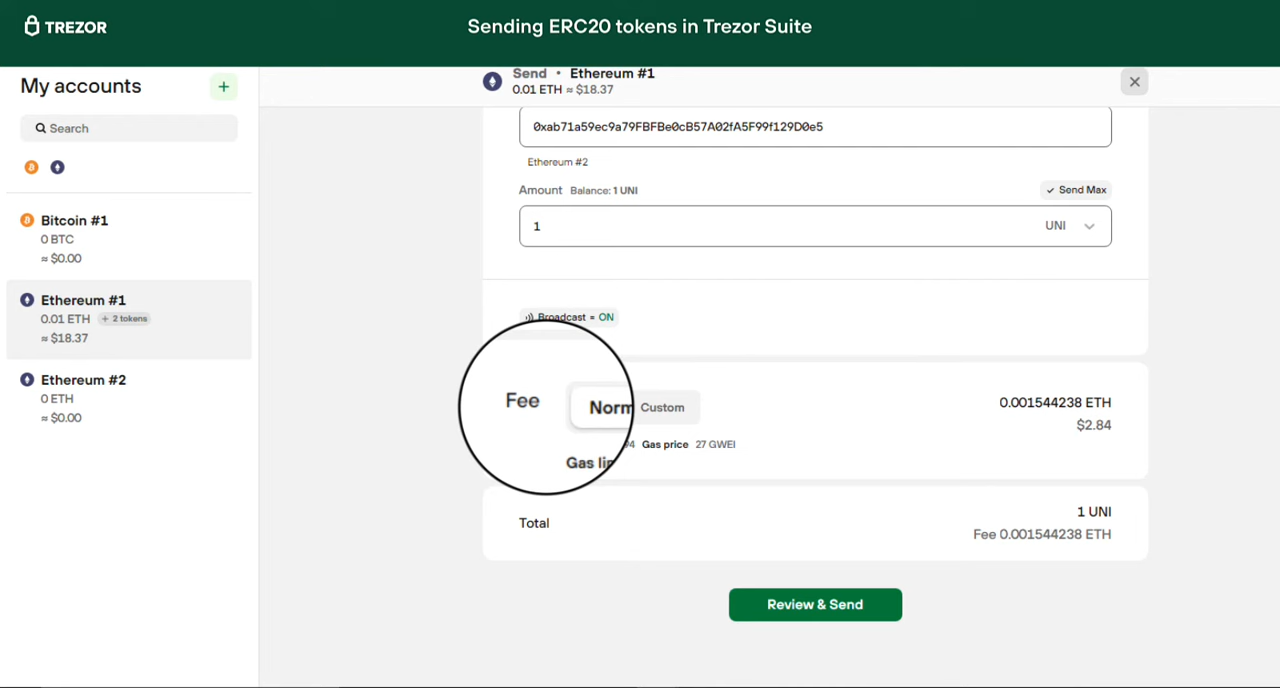 TREZOR
Sending ERC20 tokens in Trezor Suite
My accounts
+
Search
Bitcoin #1
0 BTC
≈ $0.00
Ethereum #1
0.01 ETH + 2 tokens
≈ $18.37
Ethereum #2
0 ETH
≈ $0.00
Send • Ethereum #1
0.01 ETH ≈ $18.37
0xab71a59ec9a79FBFBe0cB57A02fA5F99f129D0e5
Ethereum #2
Amount Balance: 1 UNI
Send Max
1 UNI
Broadcast = ON
Fee Norm Custom 0.001544238 ETH
$2.84
Gas lin 4 Gas price 27 GWEI
Total 1 UNI
Fee 0.001544238 ETH
Review & Send